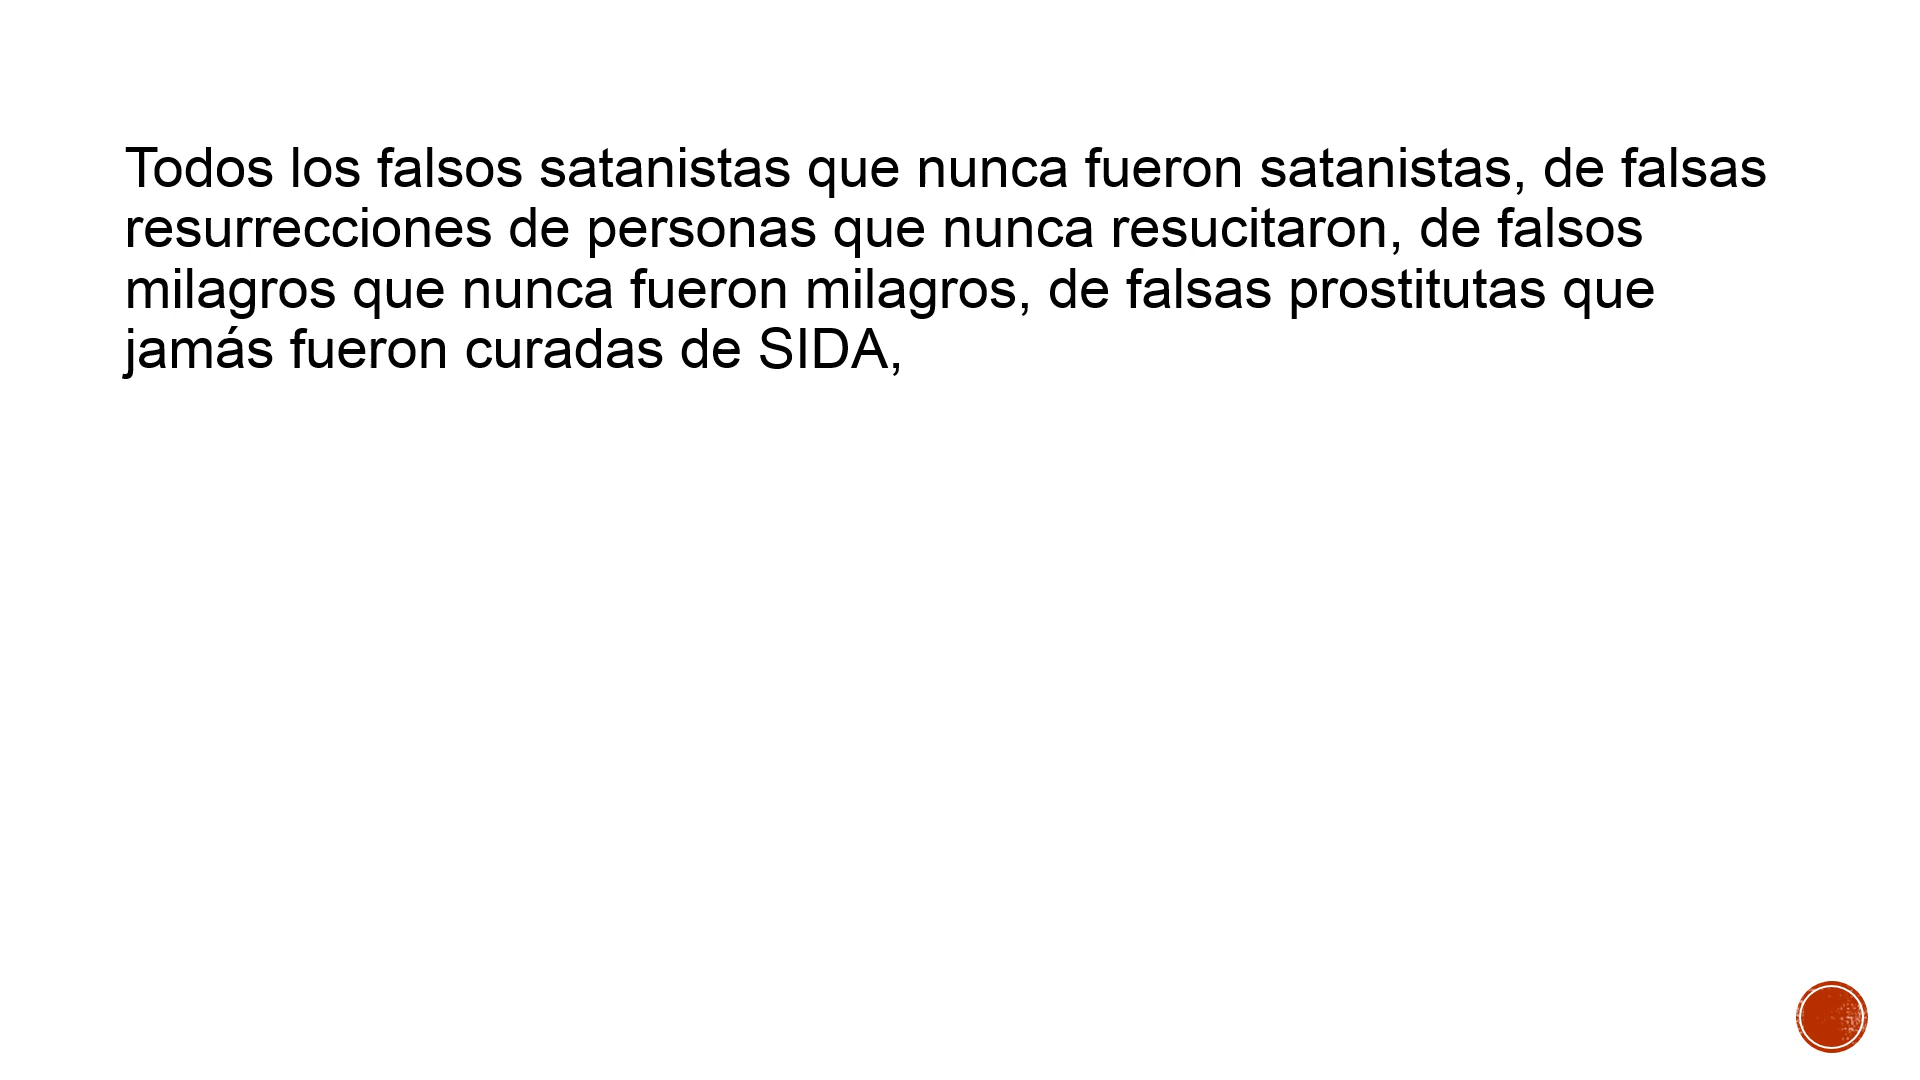 Todos los falsos satanistas que nunca fueron satanistas, de falsas
resurrecciones de personas que nunca resucitaron, de falsos
milagros que nunca fueron milagros, de falsas prostitutas que
jamás fueron curadas de SIDA,